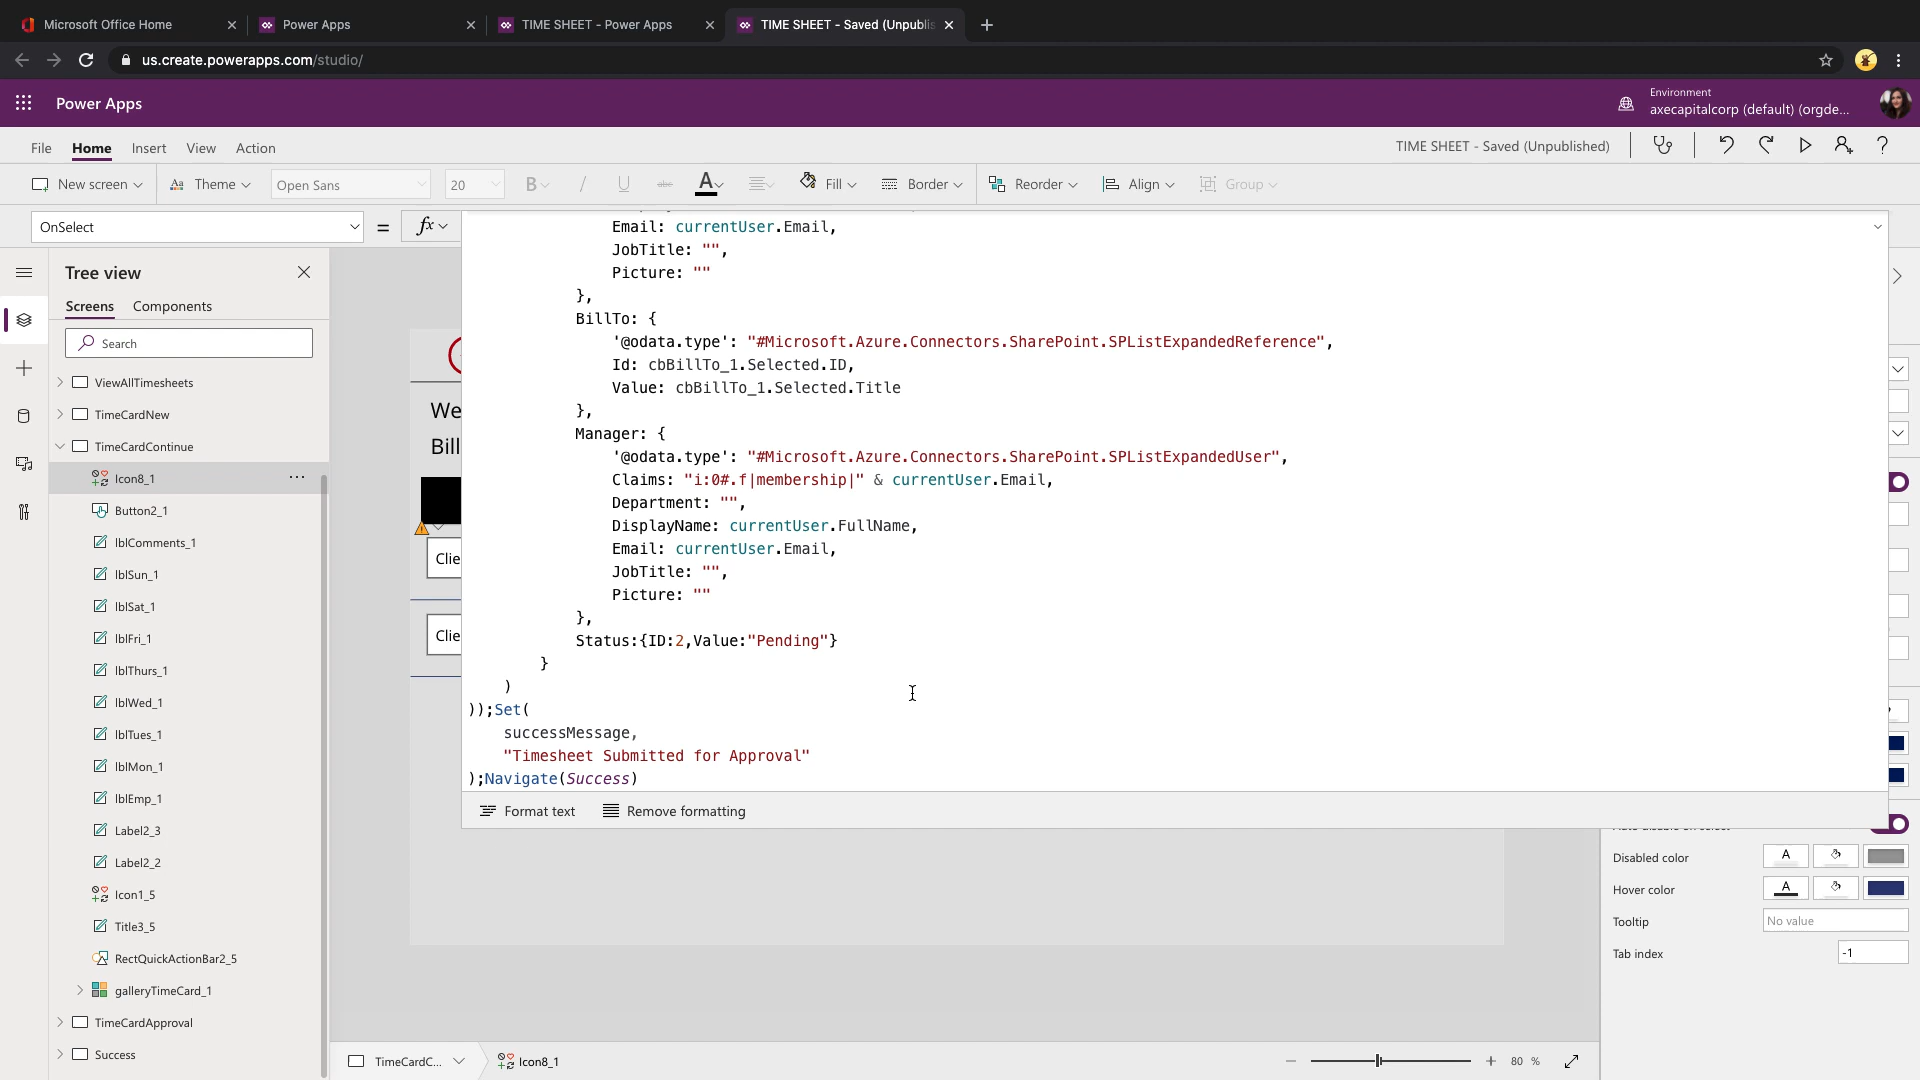 Microsoft Office Home
Power Apps
TIME SHEET - Power Apps
TIME SHEET - Saved (Unpublis
us.create.powerapps.com/studio/
Power Apps
Environment
axecapitalcorp (default) (orgde...
File
Home
Insert
View
Action
TIME SHEET - Saved (Unpublished)
New screen
Theme
Open Sans
20
B
I
U
abc
A
Fill
Border
Reorder
Align
Group
OnSelect
=
fx
Email: currentUser.Email,
JobTitle: "",
Picture: ""
},
BillTo: {
'@odata.type': "#Microsoft.Azure.Connectors.SharePoint.SPListExpandedReference",
Id: cbBillTo_1.Selected.ID,
Value: cbBillTo_1.Selected.Title
},
Manager: {
'@odata.type': "#Microsoft.Azure.Connectors.SharePoint.SPListExpandedUser",
Claims: "i:0#.f|membership|" & currentUser.Email,
Department: "",
DisplayName: currentUser.FullName,
Email: currentUser.Email,
JobTitle: "",
Picture: ""
},
Status:{ID:2,Value:"Pending"}
}
)
));Set(
successMessage,
"Timesheet Submitted for Approval"
);Navigate(Success)
Format text
Remove formatting
Tree view
Screens
Components
Search
ViewAllTimesheets
TimeCardNew
TimeCardContinue
Icon8_1
...
Button2_1
lblComments_1
lblSun_1
lblSat_1
lblFri_1
lblThurs_1
lblWed_1
lblTues_1
lblMon_1
lblEmp_1
Label2_3
Label2_2
Icon1_5
Title3_5
RectQuickActionBar2_5
galleryTimeCard_1
TimeCardApproval
Success
We
Bill
Clie
Clie
Disabled color
A
Hover color
A
Tooltip
No value
Tab index
-1
TimeCardC...
Icon8_1
80 %